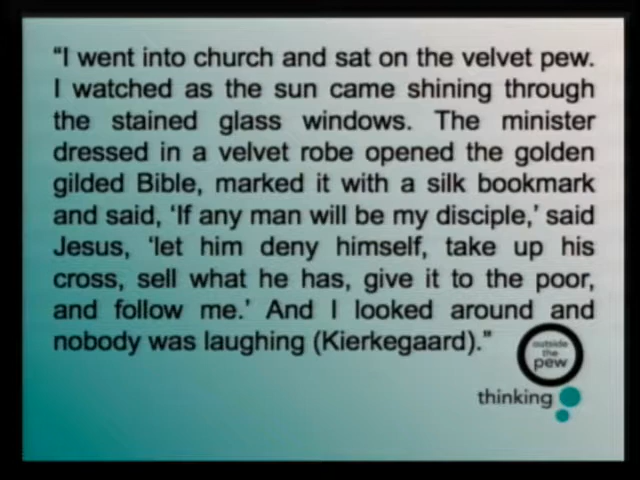 “I went into church and sat on the velvet pew.
I watched as the sun came shining through
the stained glass windows. The minister
dressed in a velvet robe opened the golden
gilded Bible, marked it with a silk bookmark
and said, ‘If any man will be my disciple,’ said
Jesus, ‘let him deny himself, take up his
cross, sell what he has, give it to the poor,
and follow me.’ And I looked around and
nobody was laughing (Kierkegaard).”
outside
the
pew
thinking